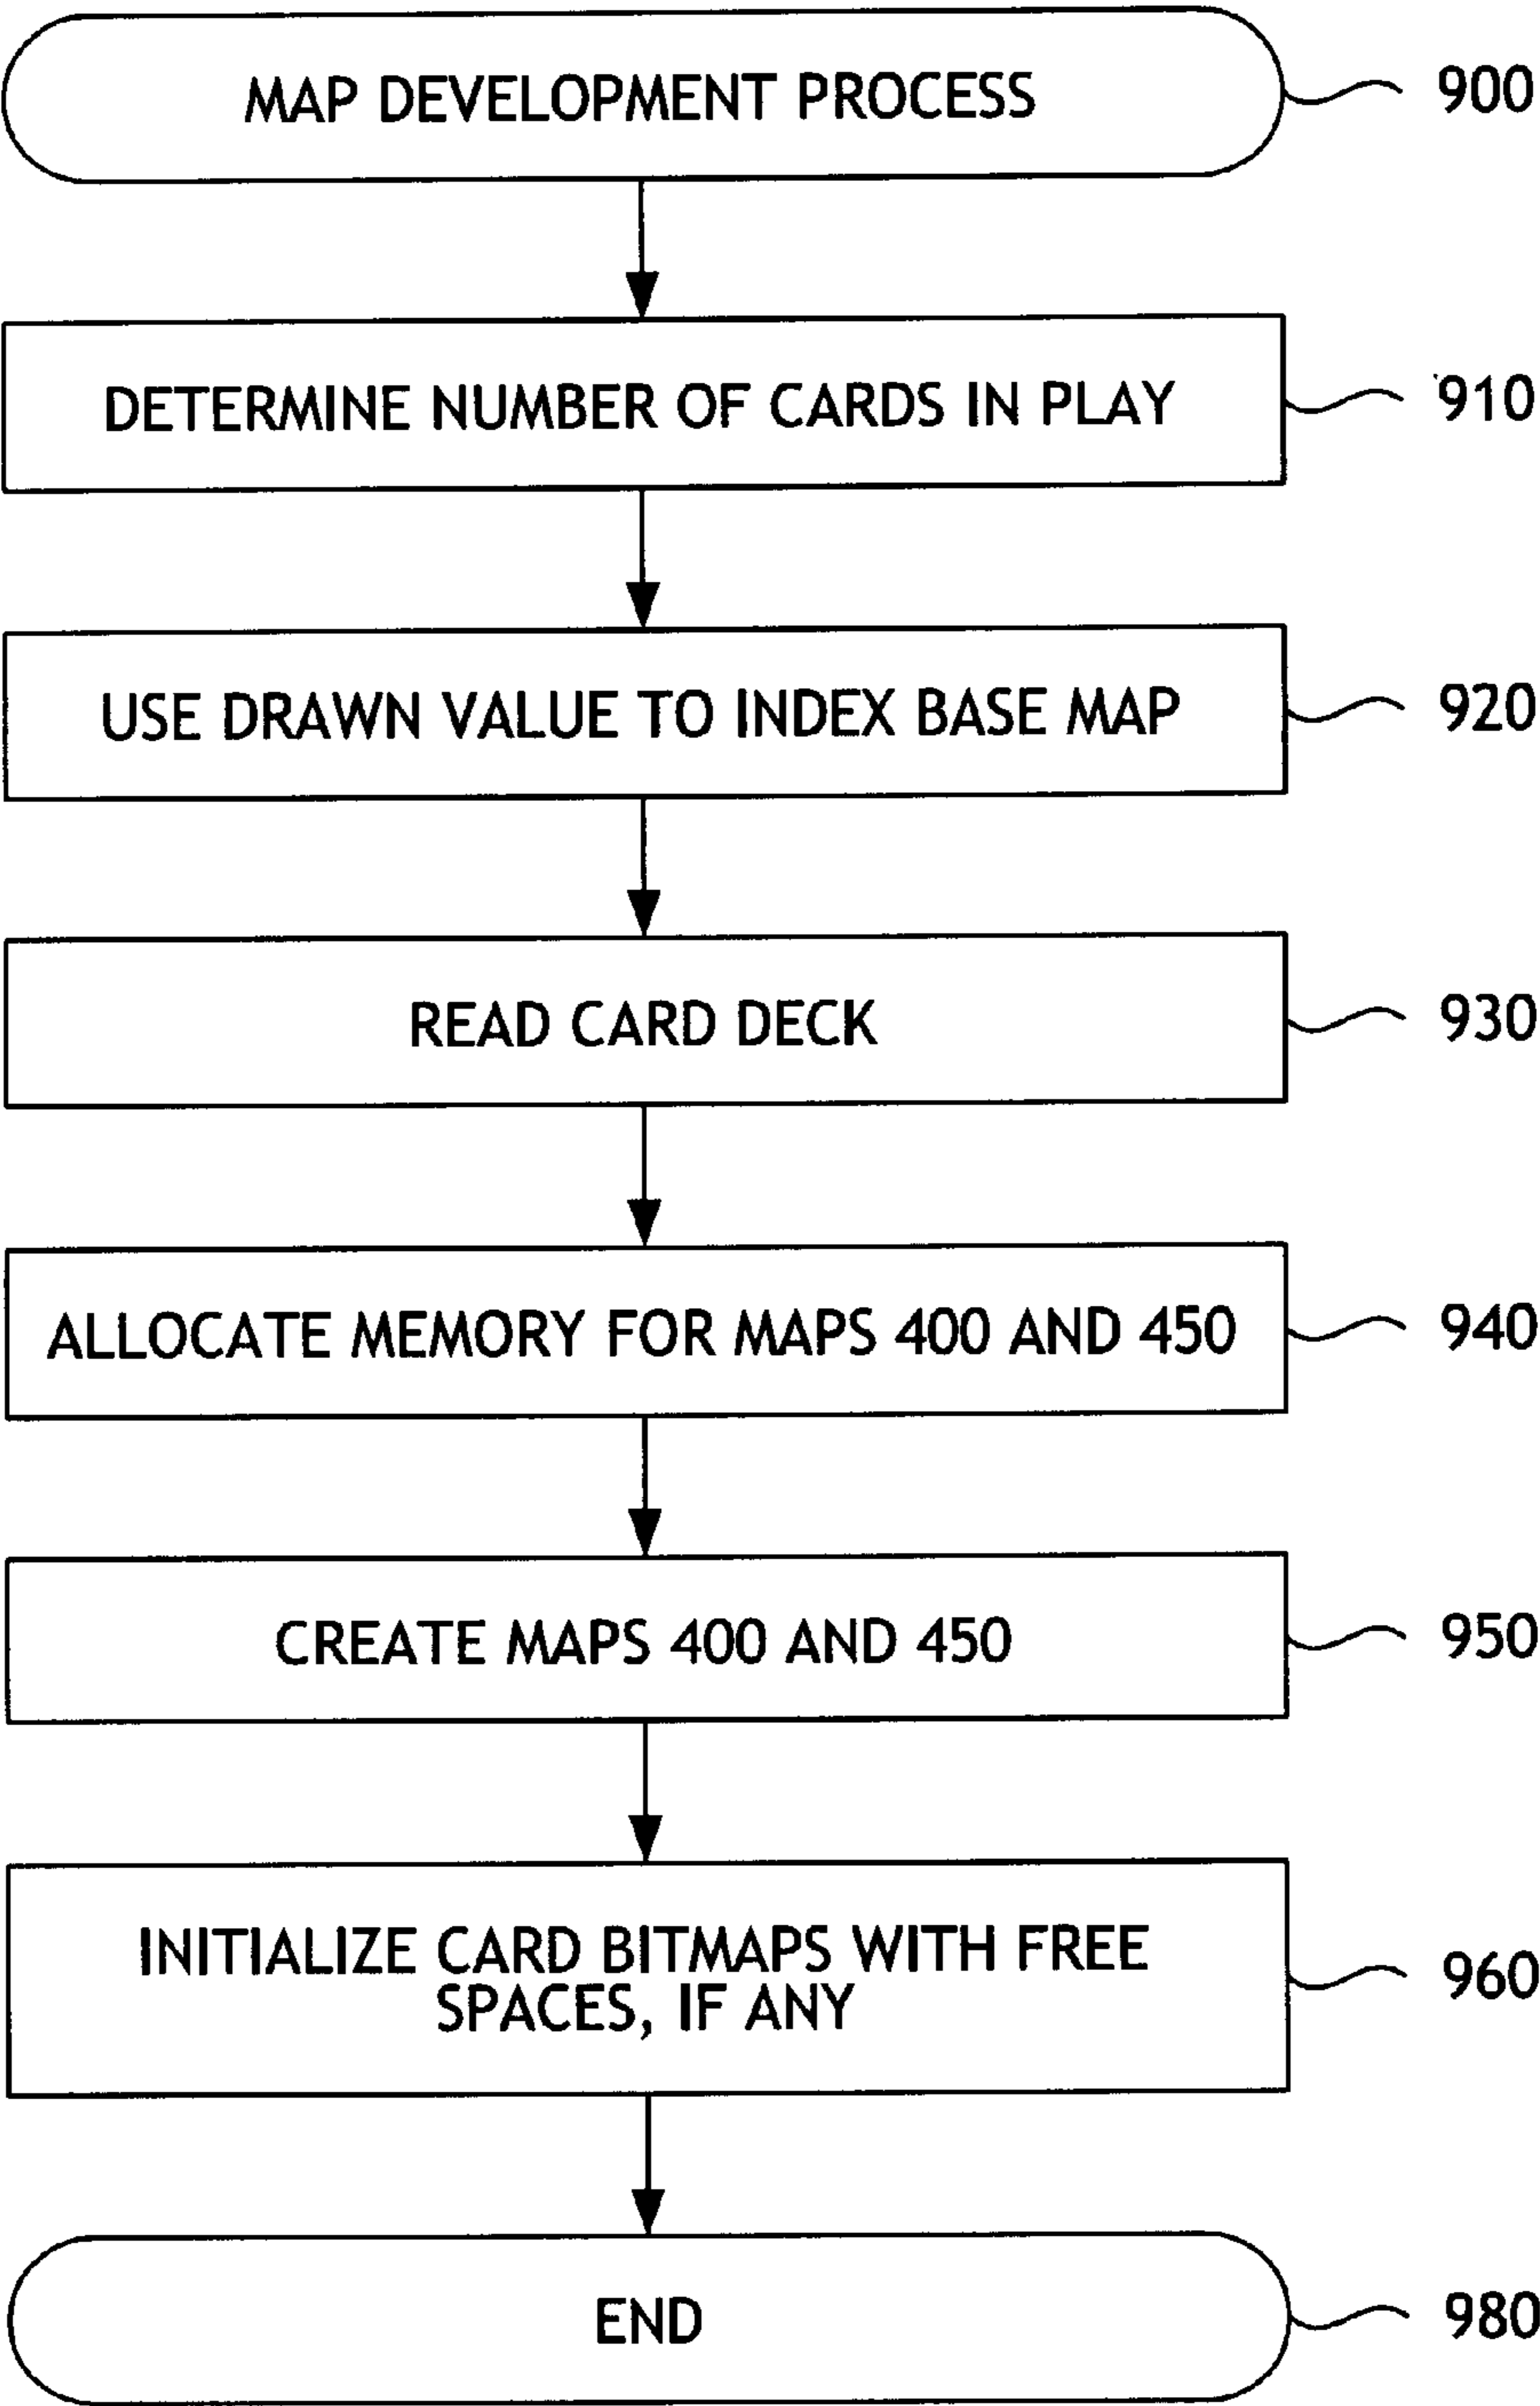 MAP DEVELOPMENT PROCESS
900
DETERMINE NUMBER OF CARDS IN PLAY
910
USE DRAWN VALUE TO INDEX BASE MAP
920
READ CARD DECK
930
ALLOCATE MEMORY FOR MAPS 400 AND 450
940
CREATE MAPS 400 AND 450
950
INITIALIZE CARD BITMAPS WITH FREE
SPACES, IF ANY
960
END
980